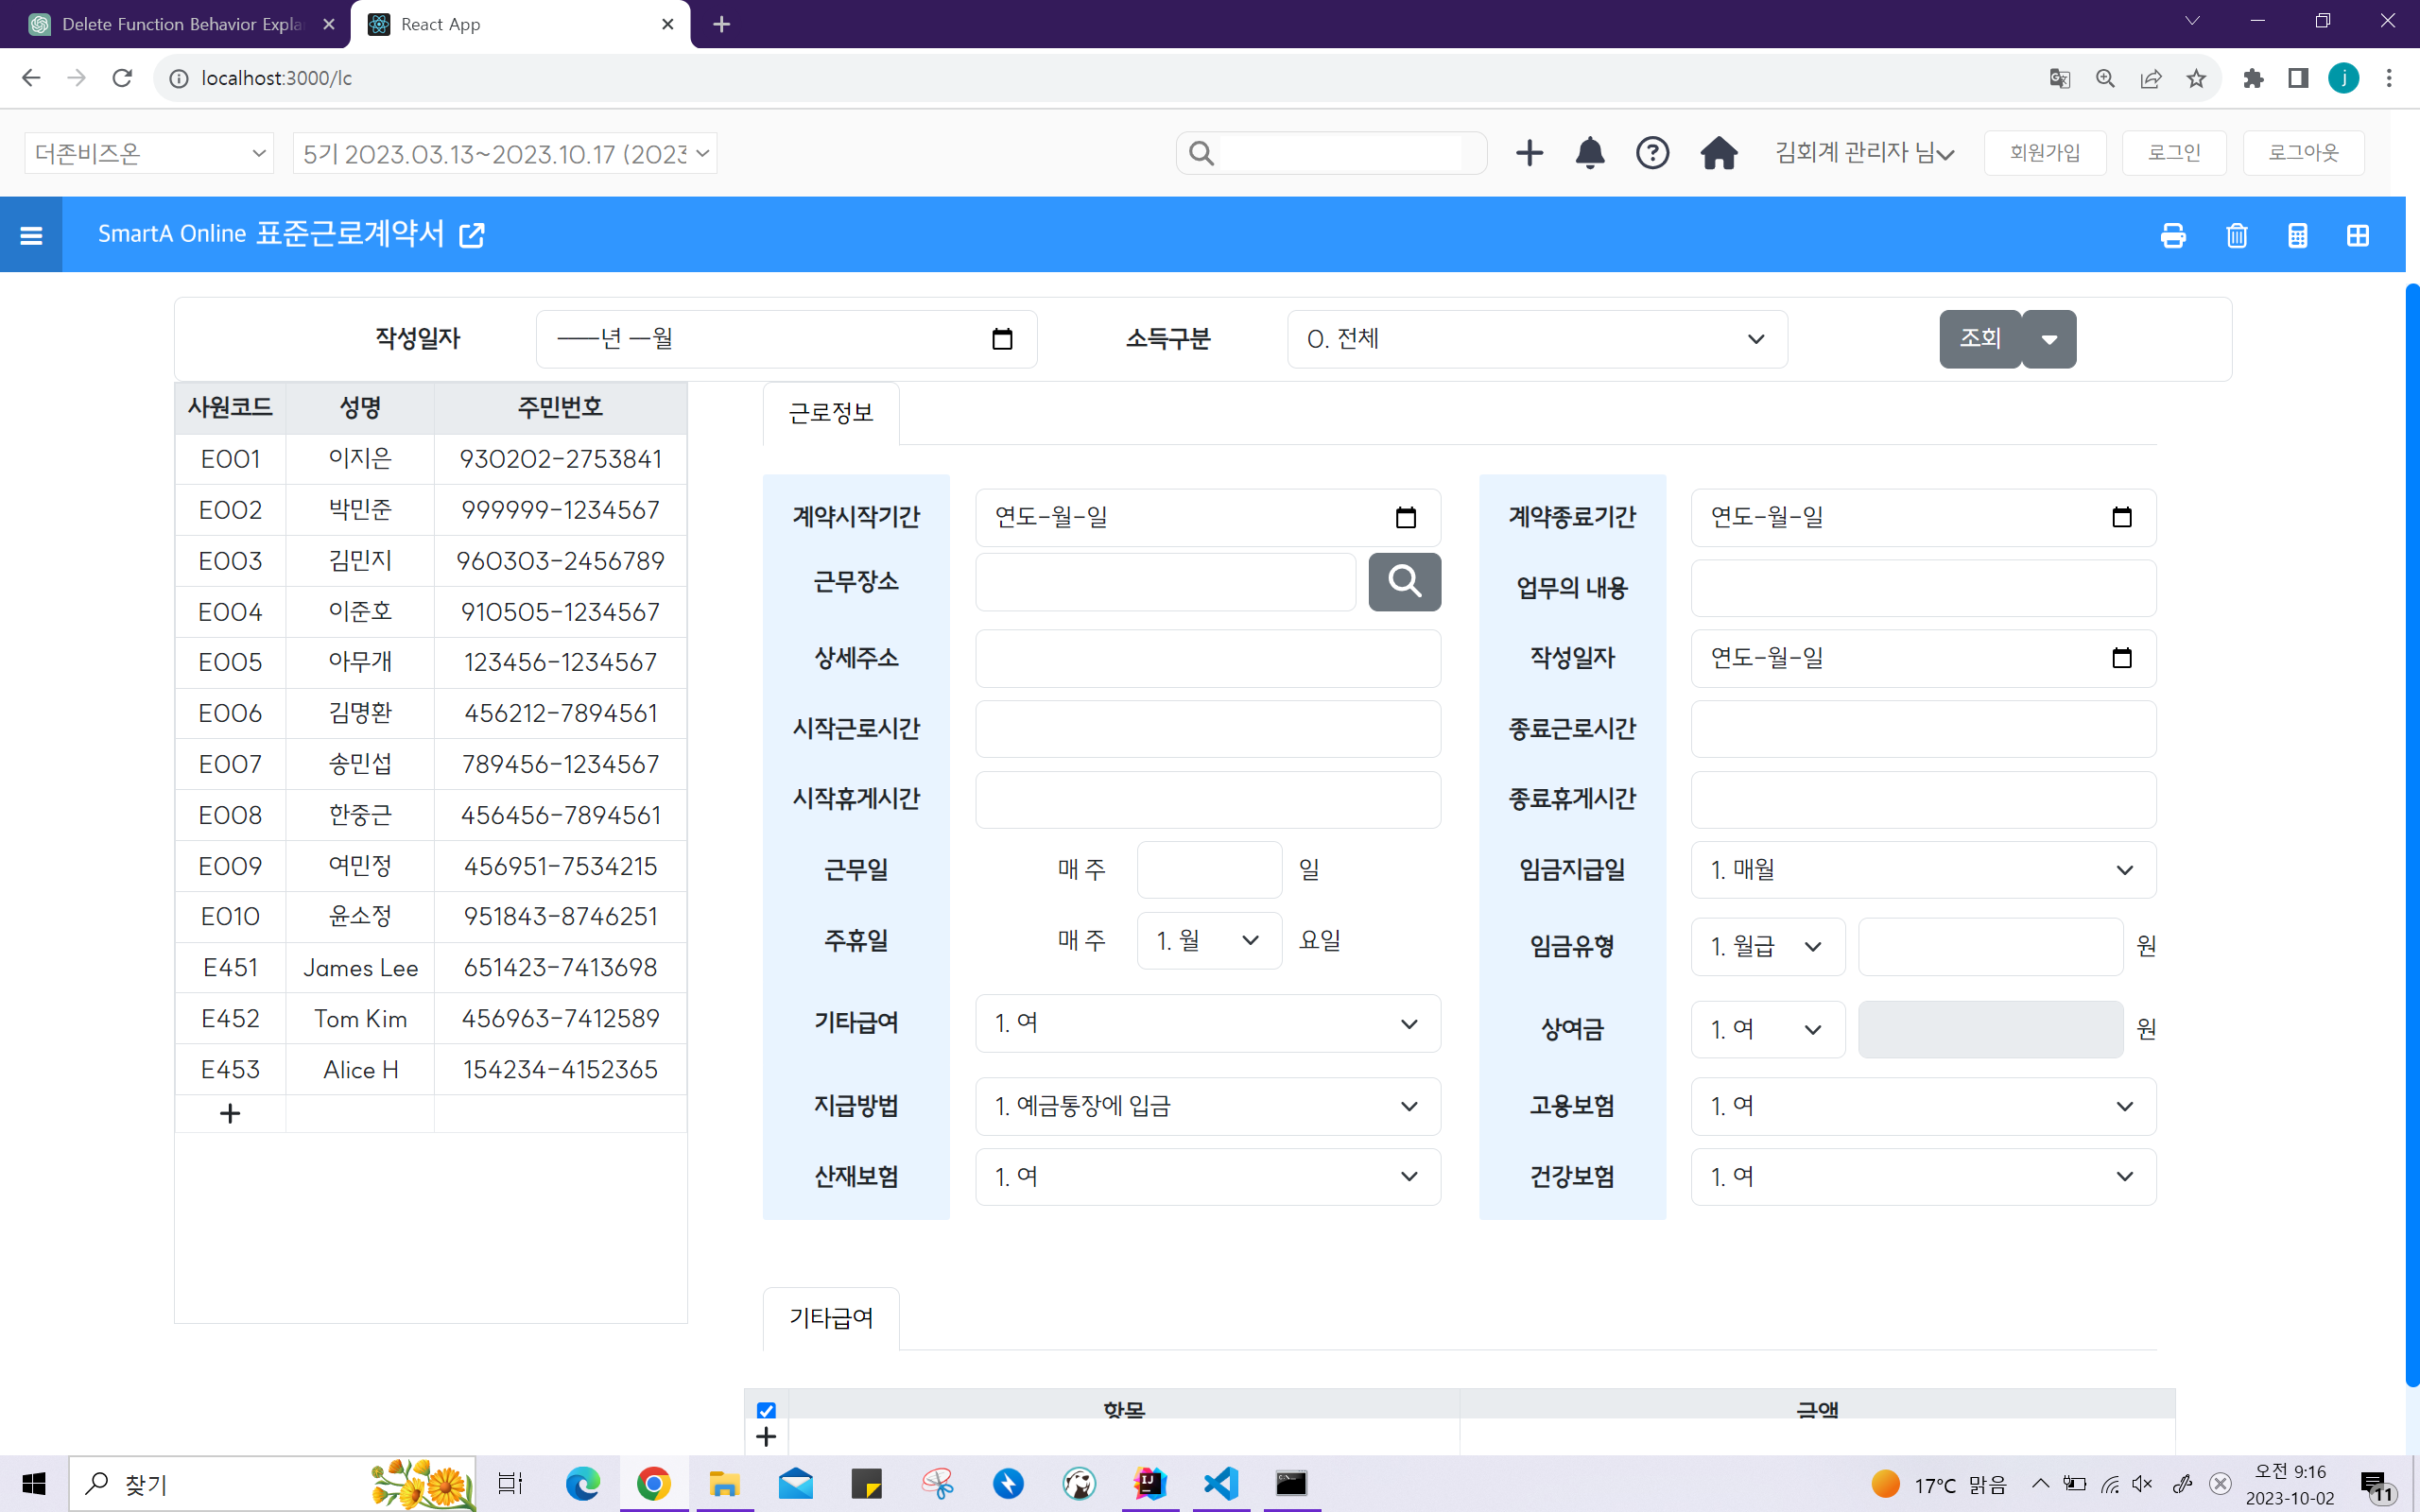 Delete Function Behavior Expla
React App
localhost:3000/lc
j
더존비즈온
5기 2023.03.13~2023.10.17 (2023
김회계 관리자 님
회원가입
로그인
로그아웃
SmartA Online 표준근로계약서
작성일자
----년 --월
소득구분
0. 전체
조회
사원코드 성명 주민번호
E001 이지은 930202-2753841
E002 박민준 999999-1234567
E003 김민지 960303-2456789
E004 이준호 910505-1234567
E005 아무개 123456-1234567
E006 김명환 456212-7894561
E007 송민섭 789456-1234567
E008 한중근 456456-7894561
E009 여민정 456951-7534215
E010 윤소정 951843-8746251
E451 James Lee 651423-7413698
E452 Tom Kim 456963-7412589
E453 Alice H 154234-4152365
근로정보
계약시작기간 연도-월-일 계약종료기간 연도-월-일
근무장소 업무의 내용
상세주소 작성일자 연도-월-일
시작근로시간 종료근로시간
시작휴게시간 종료휴게시간
근무일 매 주 일 임금지급일 1. 매월
주휴일 매 주 1. 월 요일 임금유형 1. 월급 원
기타급여 1. 여 상여금 1. 여 원
지급방법 1. 예금통장에 입금 고용보험 1. 여
산재보험 1. 여 건강보험 1. 여
기타급여
항목 금액
찾기
17°C 맑음
오전 9:16
2023-10-02
11